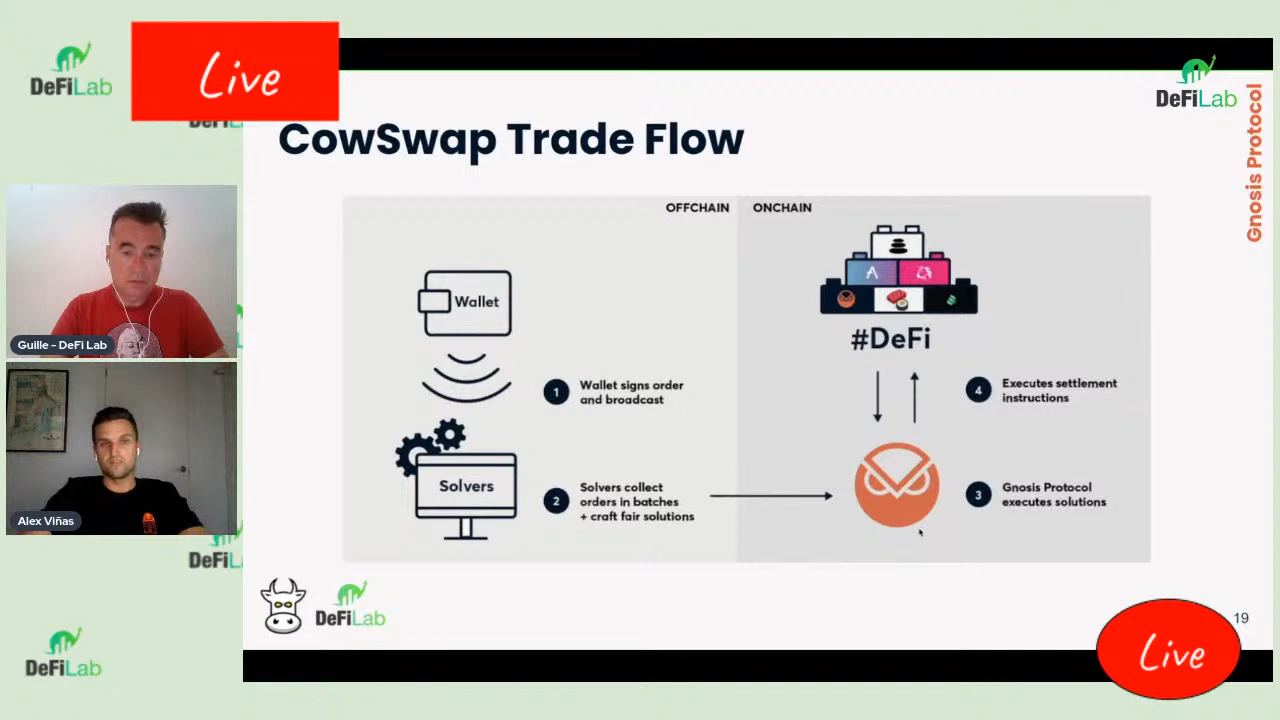 DeFiLab
Live
DeFiLab
DeFiL
Gnosis Protocol
CowSwap Trade Flow
OFFCHAIN
ONCHAIN
Wallet
#DeFi
1
Wallet signs order
and broadcast
4
Executes settlement
instructions
Solvers
2
Solvers collect
orders in batches
+ craft fair solutions
3
Gnosis Protocol
executes solutions
Guille - DeFi Lab
Alex Viñas
DeFiL
DeFiLab
19
Live
DeFiLab